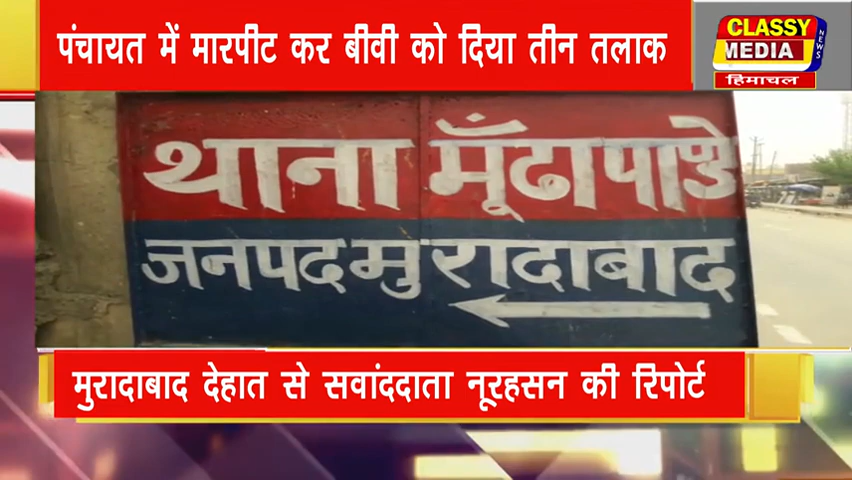 पंचायत में मारपीट कर बीवी को दिया तीन तलाक
CLASSY
MEDIA
NEWS
हिमाचल
थाना मूँढापाण्डे
जनपद मुरादाबाद
मुरादाबाद देहात से सवांददाता नूरहसन की रिपोर्ट